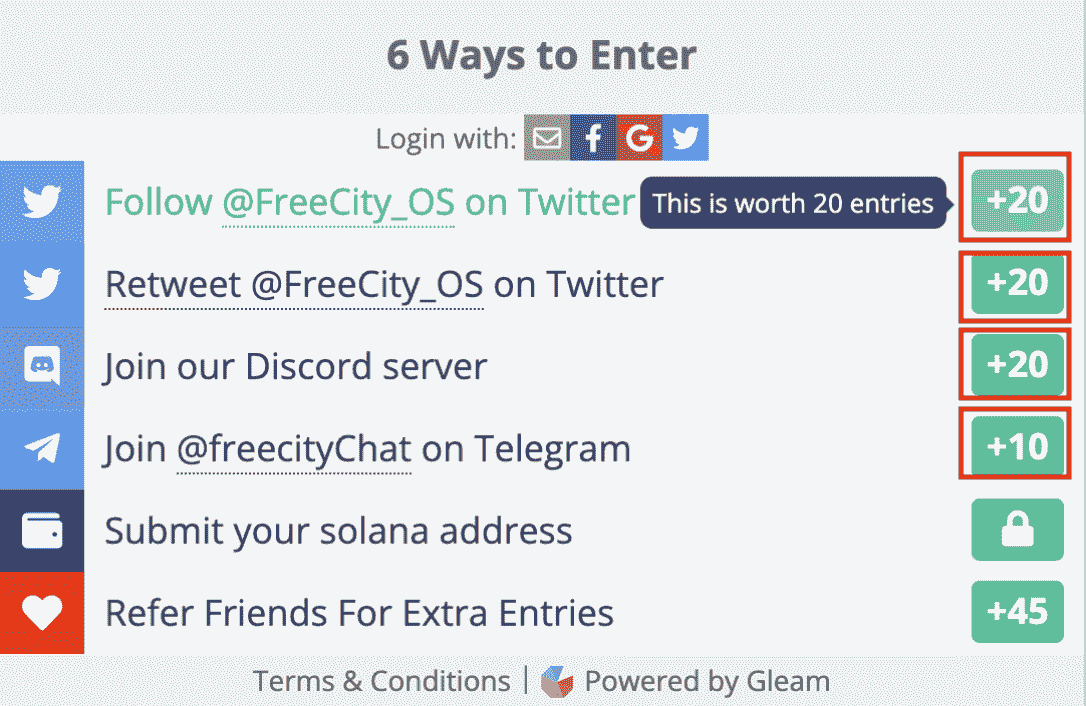 6 Ways to Enter
Login with:
Follow @FreeCity_OS on Twitter This is worth 20 entries +20
Retweet @FreeCity_OS on Twitter +20
Join our Discord server +20
Join @freecityChat on Telegram +10
Submit your solana address
Refer Friends For Extra Entries +45
Terms & Conditions | Powered by Gleam